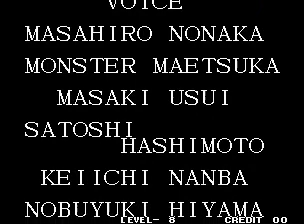 VOICE
MASAHIRO NONAKA
MONSTER MAETSUKA
MASAKI USUI
SATOSHI
HASHIMOTO
KEIICHI NANBA
NOBUYUKI HIYAMA
LEVEL- 8 CREDIT 00